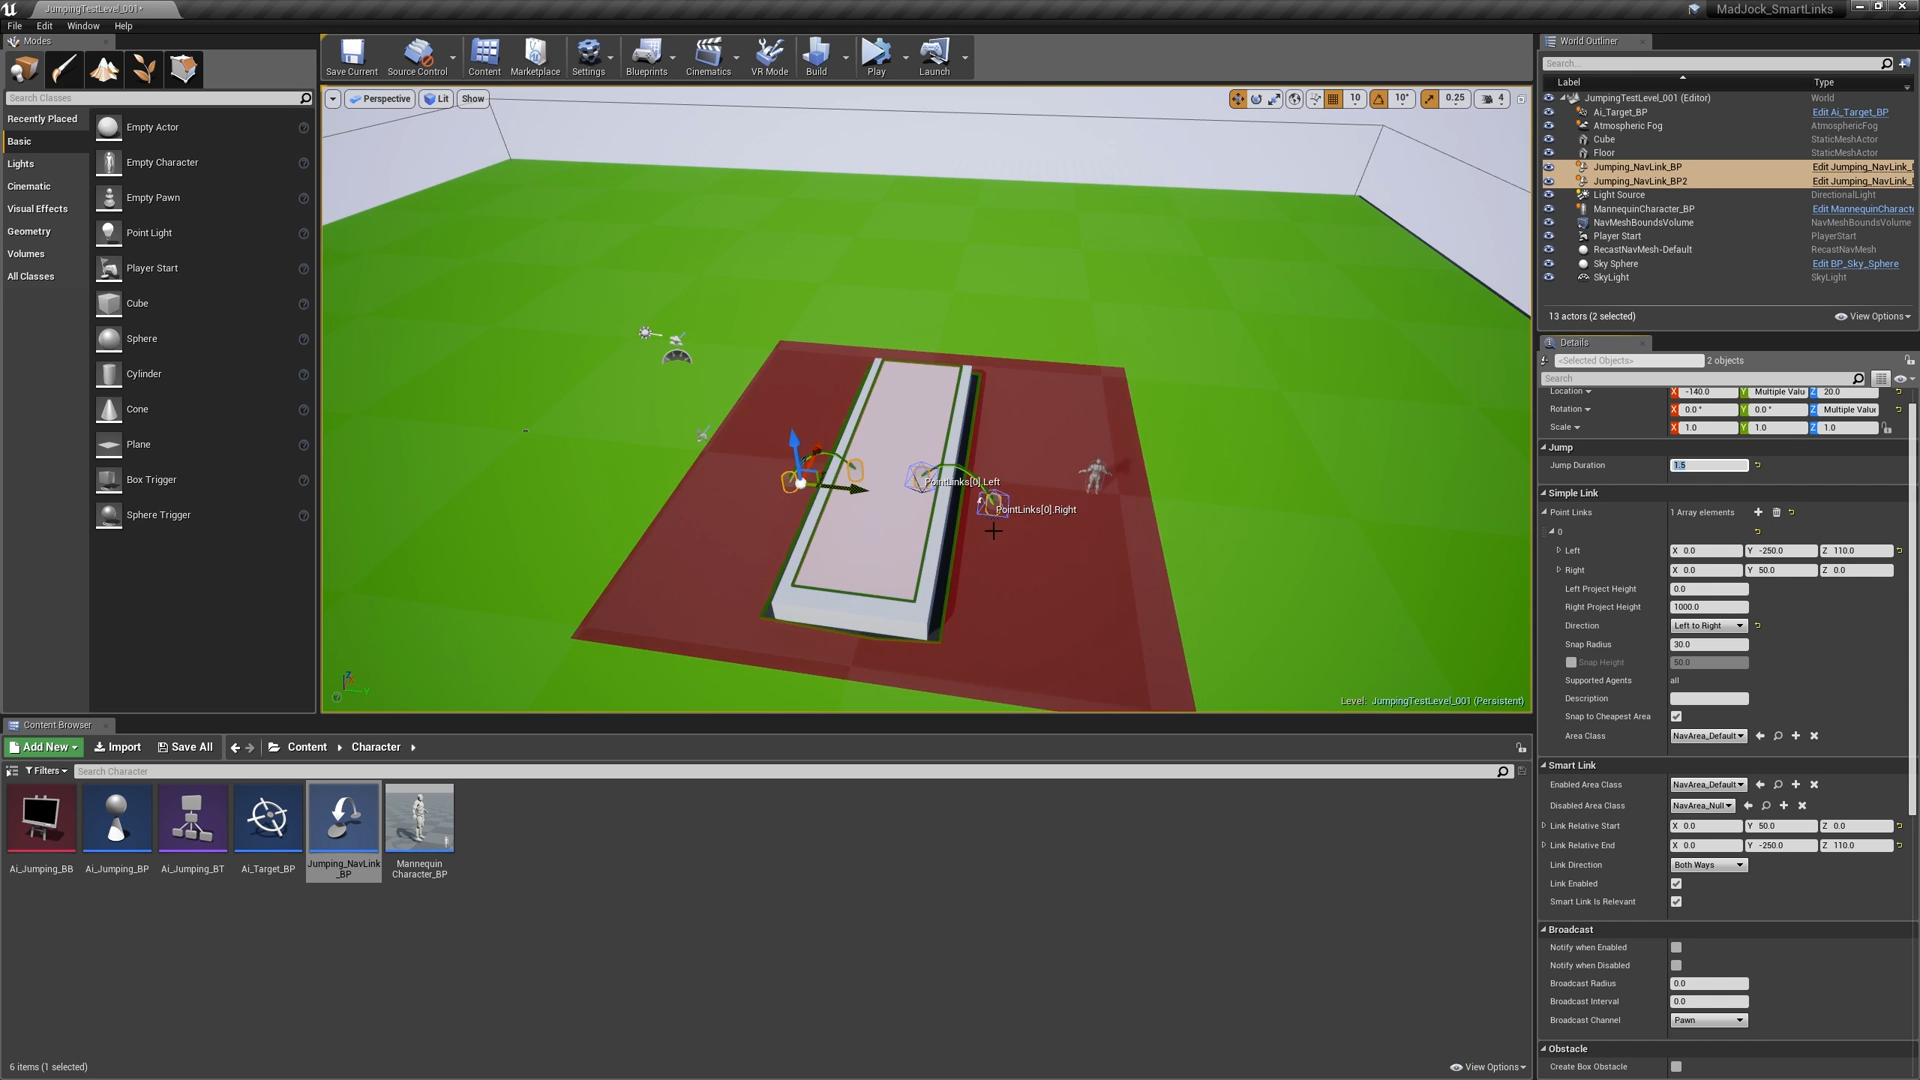 JumpingTestLevel_001*
MadJock_SmartLinks
File Edit Window Help
Modes
Search Classes
Recently Placed
Basic
Lights
Cinematic
Visual Effects
Geometry
Volumes
All Classes
Empty Actor
Empty Character
Empty Pawn
Point Light
Player Start
Cube
Sphere
Cylinder
Cone
Plane
Box Trigger
Sphere Trigger
Save Current Source Control Content Marketplace Settings Blueprints Cinematics VR Mode Build Play Launch
Perspective Lit Show
10 10° 0.25 4
PointLinks[0].Left
PointLinks[0].Right
Level: JumpingTestLevel_001 (Persistent)
World Outliner
Search...
Label Type
JumpingTestLevel_001 (Editor) World
Ai_Target_BP Edit Ai_Target_BP
Atmospheric Fog AtmosphericFog
Cube StaticMeshActor
Floor StaticMeshActor
Jumping_NavLink_BP Edit Jumping_NavLink_
Jumping_NavLink_BP2 Edit Jumping_NavLink_
Light Source DirectionalLight
MannequinCharacter_BP Edit MannequinCharacte
NavMeshBoundsVolume NavMeshBoundsVolume
Player Start PlayerStart
RecastNavMesh-Default RecastNavMesh
Sky Sphere Edit BP_Sky_Sphere
SkyLight SkyLight
13 actors (2 selected) View Options
Details
<Selected Objects> 2 objects
Search
Location X -140.0 Y Multiple Valu Z 20.0
Rotation X 0.0 ° Y 0.0 ° Z Multiple Value
Scale X 1.0 Y 1.0 Z 1.0
Jump
Jump Duration 1.5
Simple Link
Point Links 1 Array elements
0
Left X 0.0 Y -250.0 Z 110.0
Right X 0.0 Y 50.0 Z 0.0
Left Project Height 0.0
Right Project Height 1000.0
Direction Left to Right
Snap Radius 30.0
Snap Height 50.0
Supported Agents all
Description
Snap to Cheapest Area
Area Class NavArea_Default
Smart Link
Enabled Area Class NavArea_Default
Disabled Area Class NavArea_Null
Link Relative Start X 0.0 Y 50.0 Z 0.0
Link Relative End X 0.0 Y -250.0 Z 110.0
Link Direction Both Ways
Link Enabled
Smart Link Is Relevant
Broadcast
Notify when Enabled
Notify when Disabled
Broadcast Radius 0.0
Broadcast Interval 0.0
Broadcast Channel Pawn
Obstacle
Create Box Obstacle
Content Browser
Add New Import Save All Content Character
Filters Search Character
Ai_Jumping_BB
Ai_Jumping_BP
Ai_Jumping_BT
Ai_Target_BP
Jumping_NavLink
_BP
Mannequin
Character_BP
6 items (1 selected) View Options